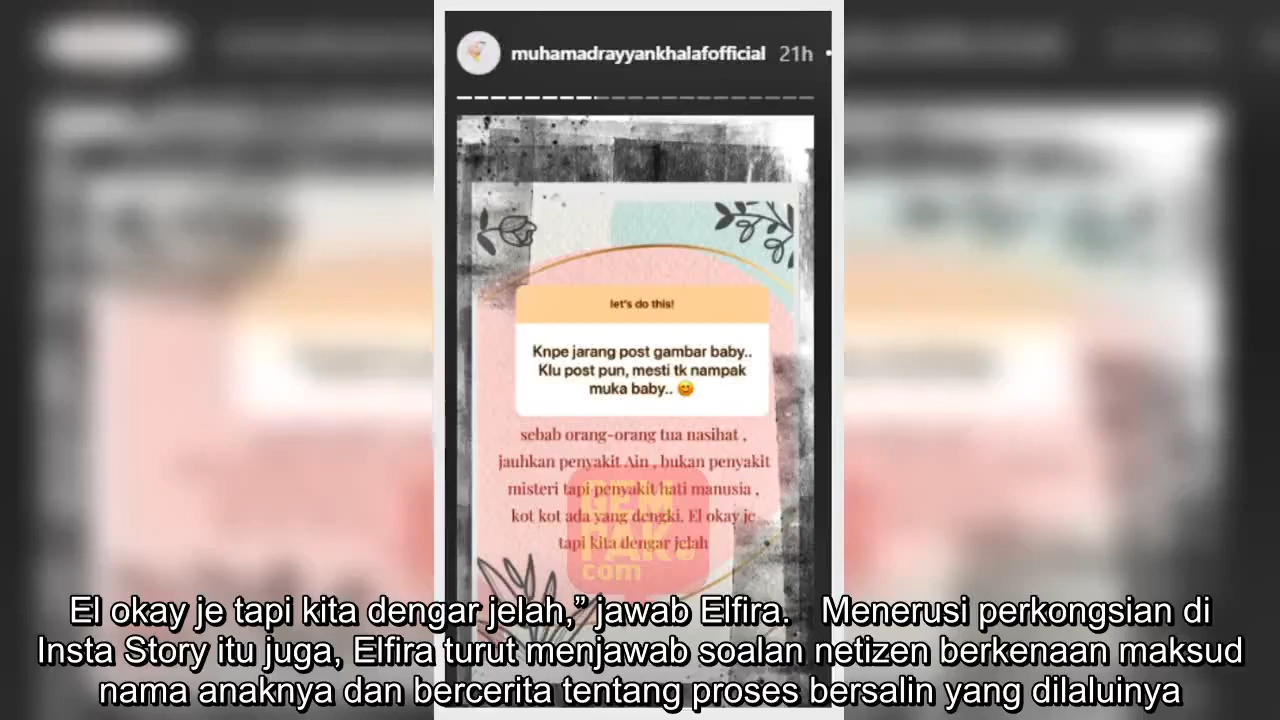 muhamadrayyankhalafofficial 21h
let's do this!
Knpe jarang post gambar baby..
Klu post pun, mesti tk nampak
muka baby.. 😊
sebab orang-orang tua nasihat ,
jauhkan penyakit Ain , bukan penyakit
misteri tapi penyakit hati manusia ,
kot kot ada yang dengki. El okay je
tapi kita dengar jelah
GEM
PAK
com
El okay je tapi kita dengar jelah,” jawab Elfira. Menerusi perkongsian di
Insta Story itu juga, Elfira turut menjawab soalan netizen berkenaan maksud
nama anaknya dan bercerita tentang proses bersalin yang dilaluinya